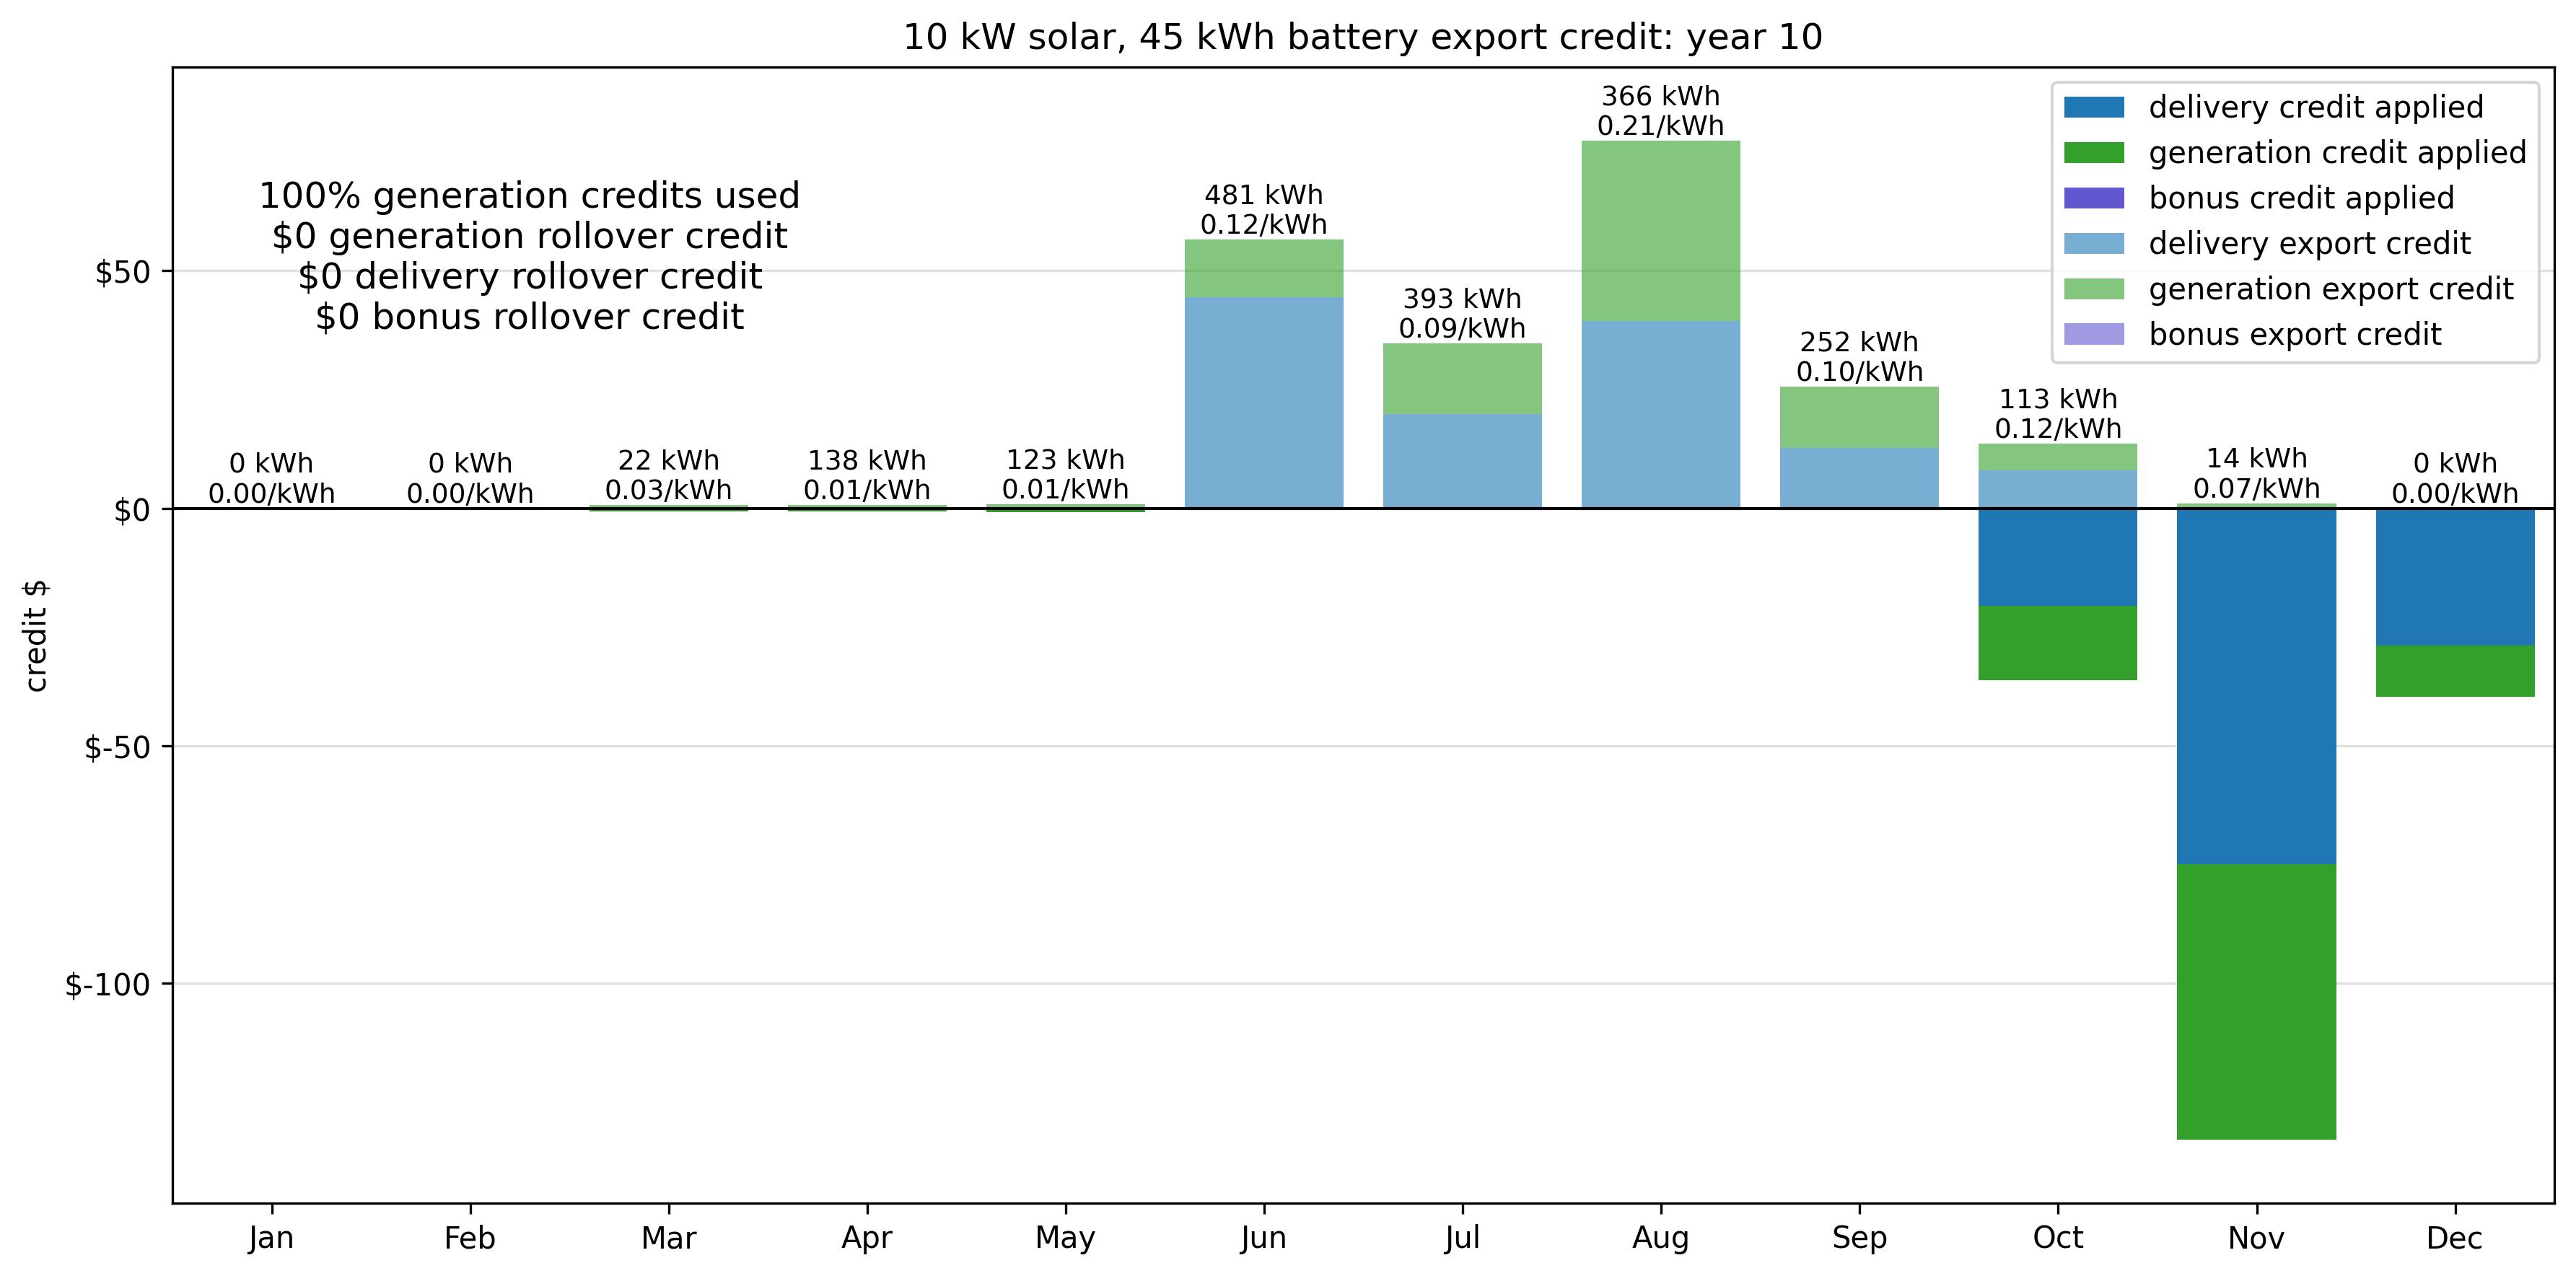 10 kW solar, 45 kWh battery export credit: year 10
delivery credit applied
generation credit applied
bonus credit applied
delivery export credit
generation export credit
bonus export credit
100% generation credits used
$0 generation rollover credit
$0 delivery rollover credit
$0 bonus rollover credit
0 kWh
0.00/kWh
0 kWh
0.00/kWh
22 kWh
0.03/kWh
138 kWh
0.01/kWh
123 kWh
0.01/kWh
481 kWh
0.12/kWh
393 kWh
0.09/kWh
366 kWh
0.21/kWh
252 kWh
0.10/kWh
113 kWh
0.12/kWh
14 kWh
0.07/kWh
0 kWh
0.00/kWh
credit $
$50
$0
$-50
$-100
Jan
Feb
Mar
Apr
May
Jun
Jul
Aug
Sep
Oct
Nov
Dec